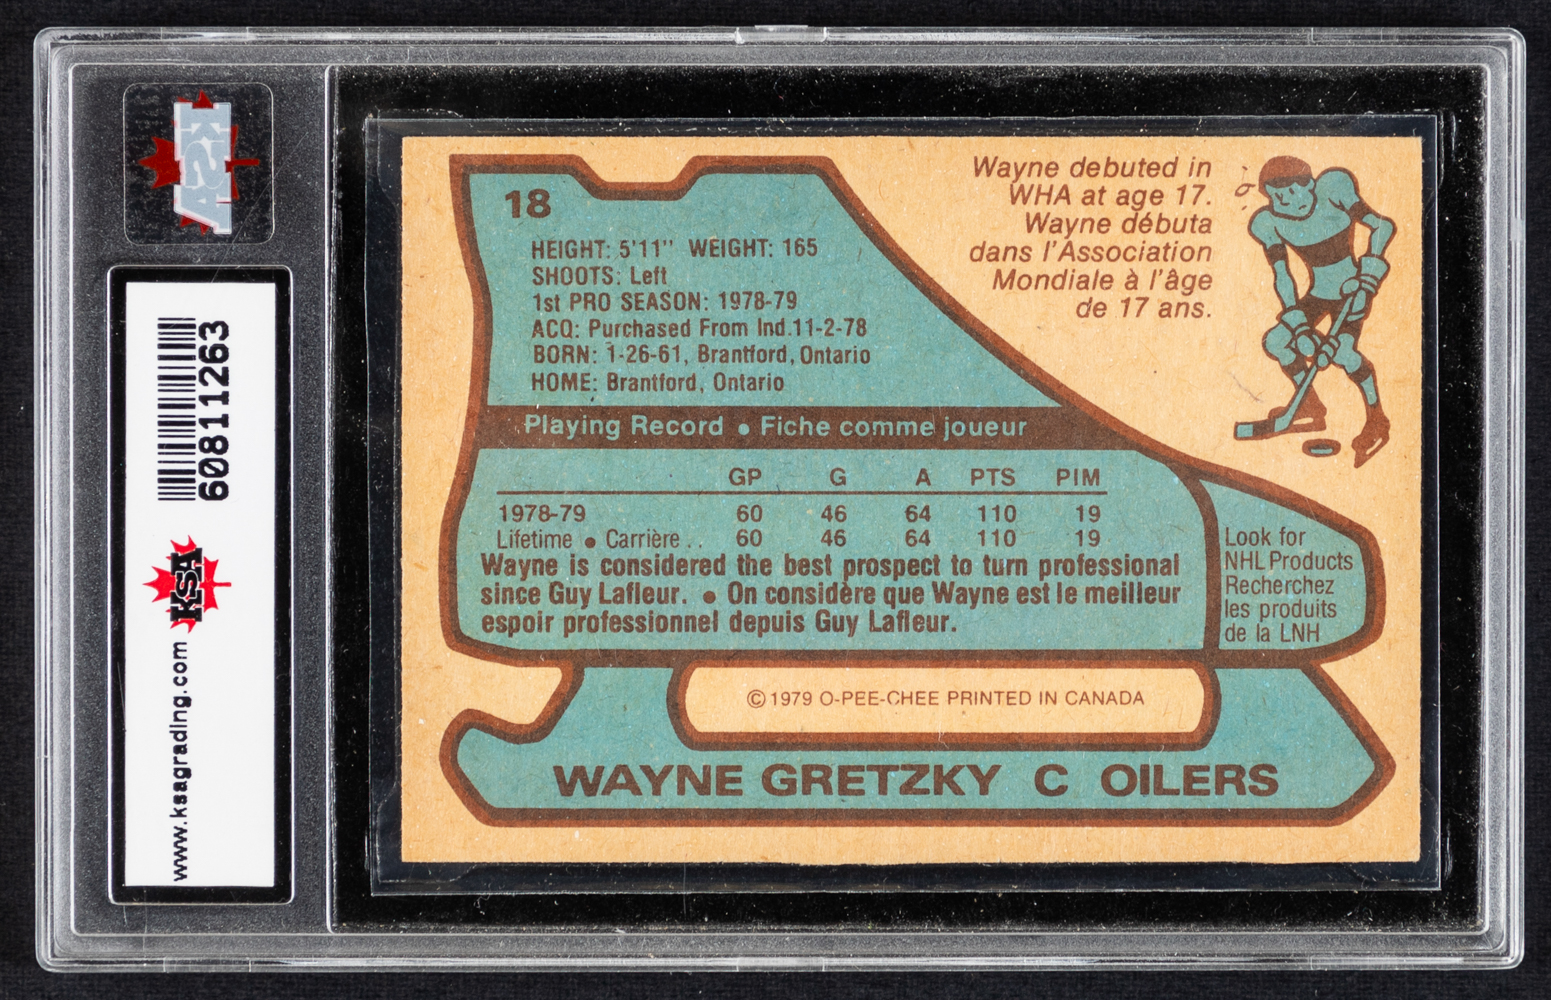 KSA
60811263
KSA
www.ksagrading.com
18
HEIGHT: 5'11" WEIGHT: 165
SHOOTS: Left
1st PRO SEASON: 1978-79
ACQ: Purchased From Ind.11-2-78
BORN: 1-26-61, Brantford, Ontario
HOME: Brantford, Ontario
Wayne debuted in
WHA at age 17.
Wayne débuta
dans l'Association
Mondiale à l'âge
de 17 ans.
Playing Record • Fiche comme joueur
GP G A PTS PIM
1978-79 60 46 64 110 19
Lifetime • Carrière .. 60 46 64 110 19
Wayne is considered the best prospect to turn professional
since Guy Lafleur. • On considère que Wayne est le meilleur
espoir professionnel depuis Guy Lafleur.
Look for
NHL Products
Recherchez
les produits
de la LNH
© 1979 O-PEE-CHEE PRINTED IN CANADA
WAYNE GRETZKY C OILERS